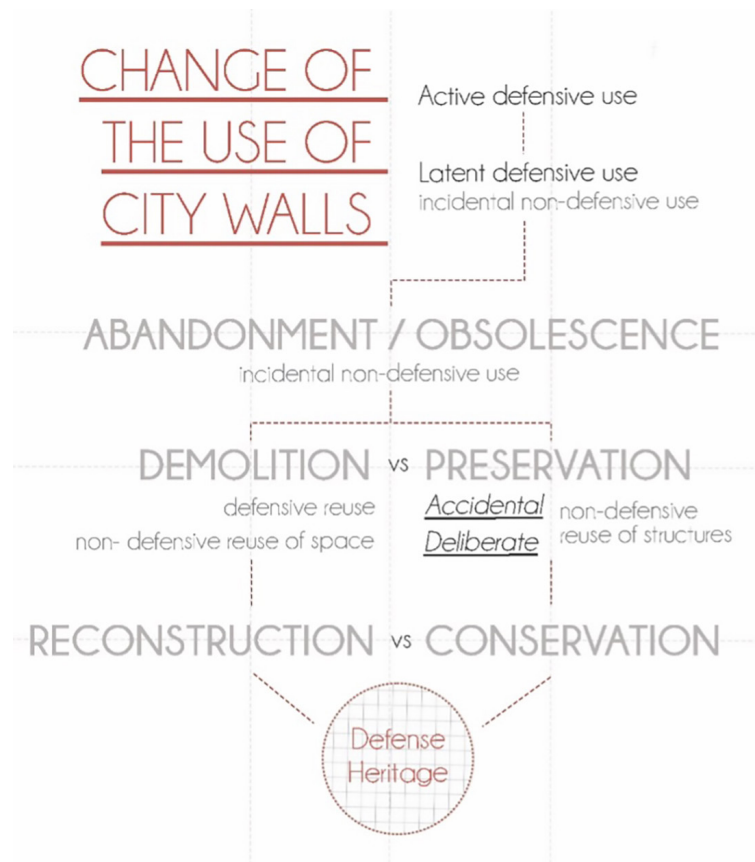 CHANGE OF
THE USE OF
CITY WALLS
Active defensive use
Latent defensive use
incidental non-defensive use
ABANDONMENT / OBSOLESCENCE
incidental non-defensive use
DEMOLITION vs PRESERVATION
defensive reuse
non- defensive reuse of space
Accidental
Deliberate
non-defensive
reuse of structures
RECONSTRUCTION vs CONSERVATION
Defense
Heritage